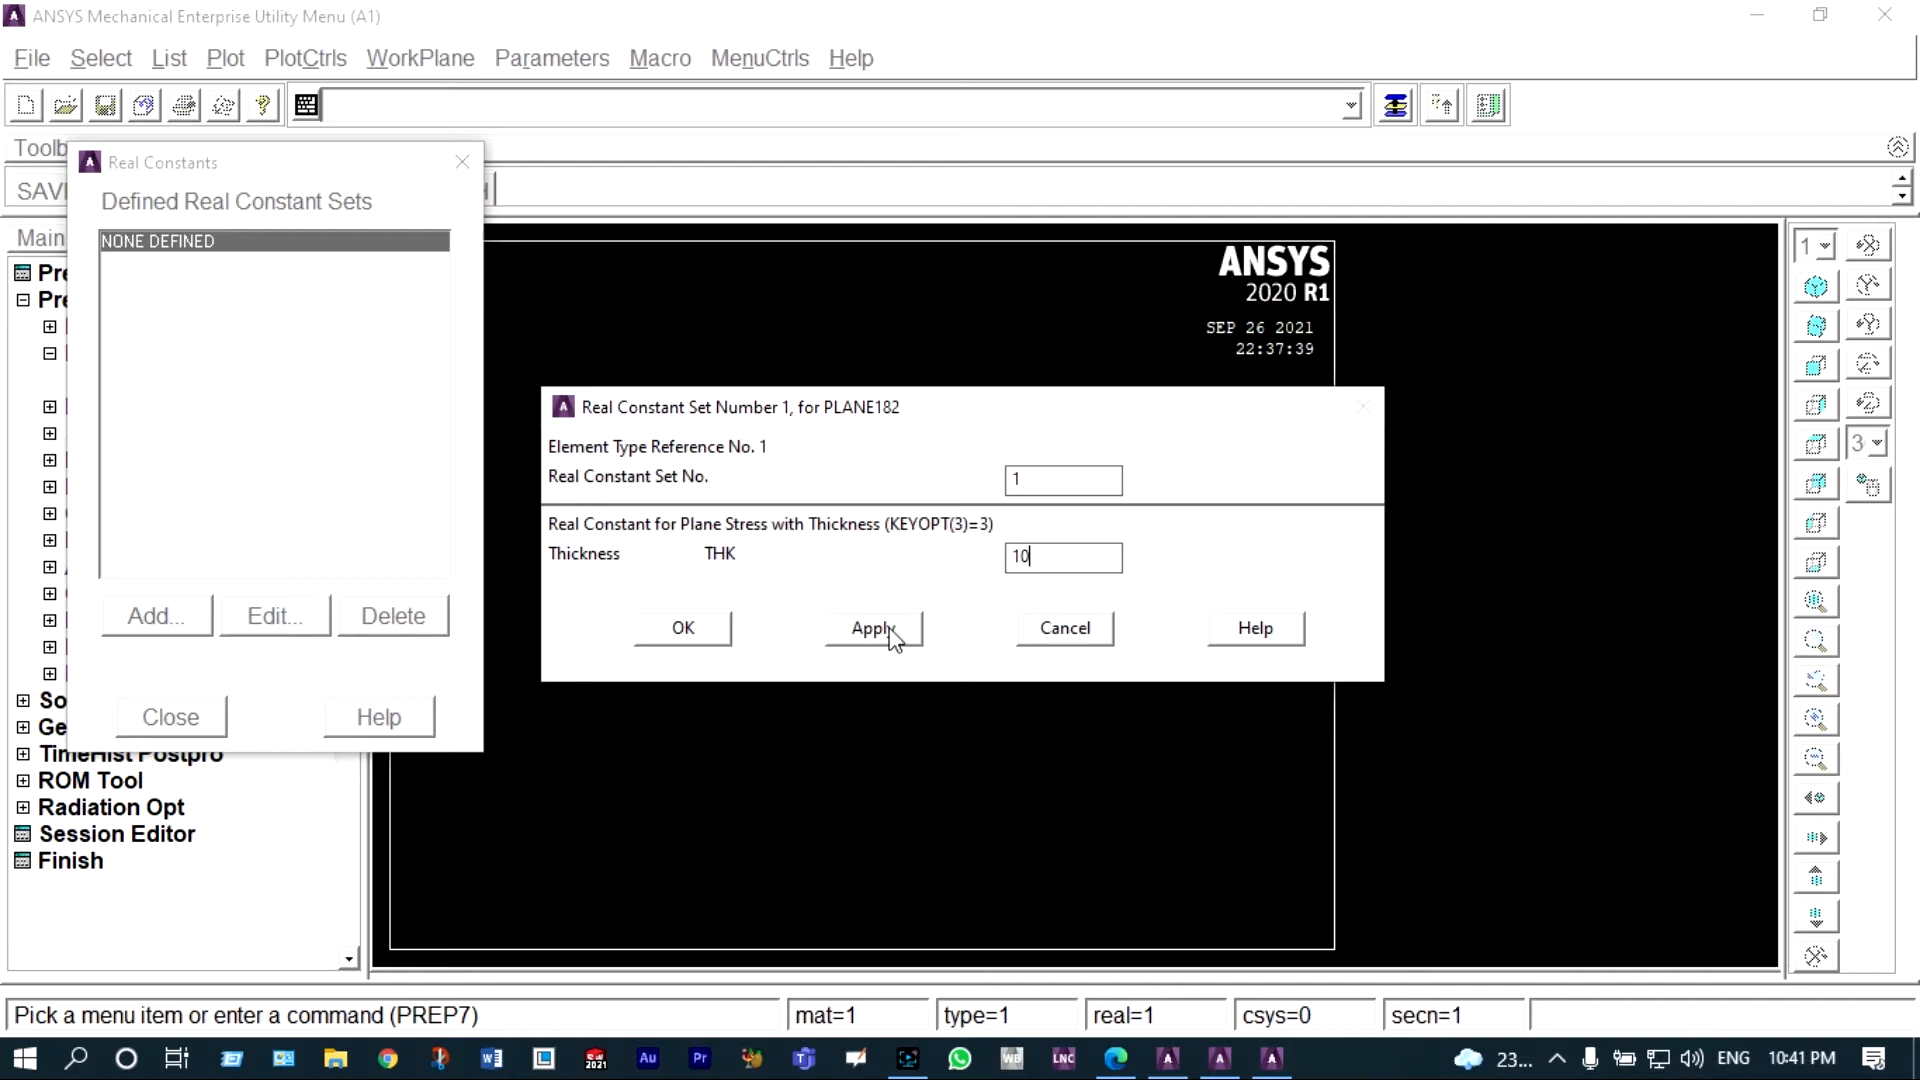 ANSYS Mechanical Enterprise Utility Menu (A1)
File Select List Plot PlotCtrls WorkPlane Parameters Macro MenuCtrls Help
Real Constants
Defined Real Constant Sets
NONE DEFINED
Add... Edit... Delete
Close Help
TimeHist Postpro
ROM Tool
Radiation Opt
Session Editor
Finish
ANSYS
2020 R1
SEP 26 2021
22:37:39
Real Constant Set Number 1, for PLANE182
Element Type Reference No. 1
Real Constant Set No. 1
Real Constant for Plane Stress with Thickness (KEYOPT(3)=3)
Thickness THK 10
OK Apply Cancel Help
1
3
Pick a menu item or enter a command (PREP7) mat=1 type=1 real=1 csys=0 secn=1
23... ENG 10:41 PM